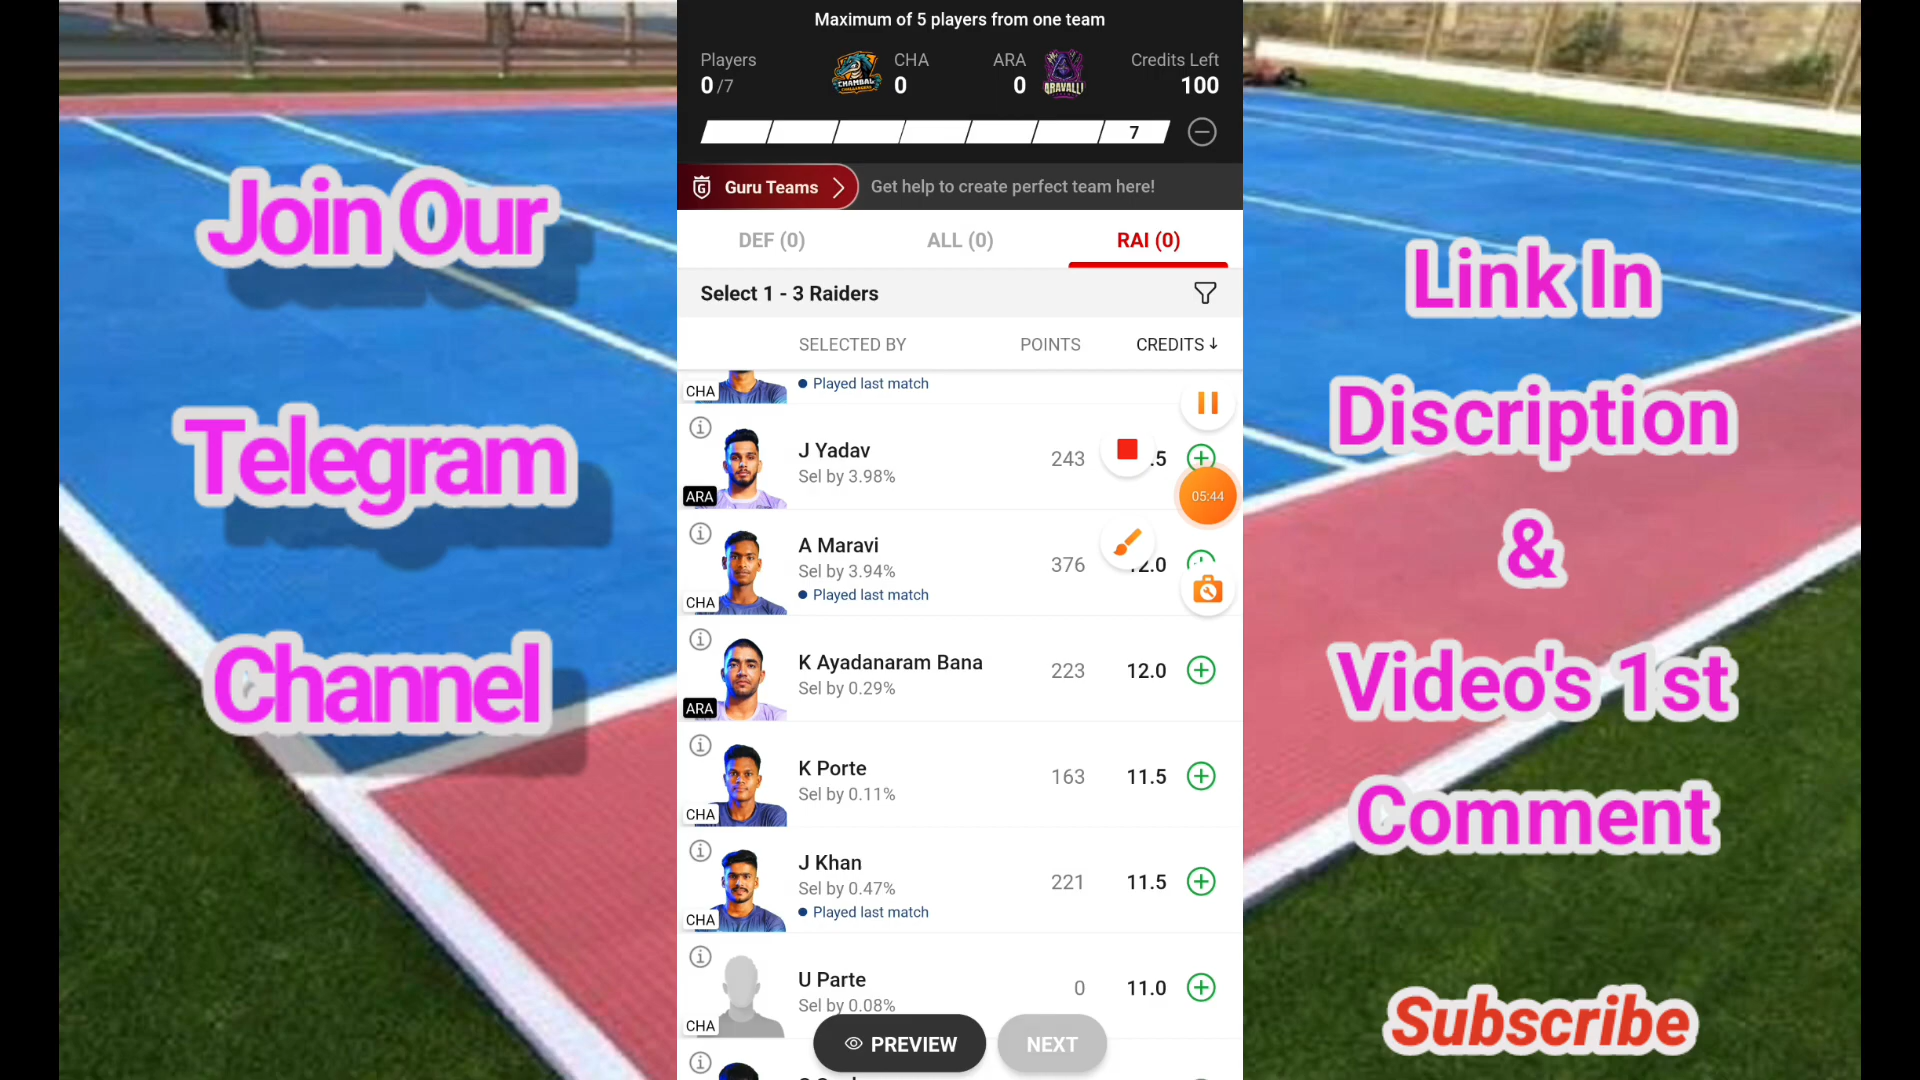 Maximum of 5 players from one team
Players
0/7
CHAMBAL
CHALLENGERS
CHA
0
ARA
0
ARAVALLI
Credits Left
100
7
Guru Teams
Get help to create perfect team here!
DEF (0)
ALL (0)
RAI (0)
Select 1 - 3 Raiders
SELECTED BY
POINTS
CREDITS
CHA
Played last match
J Yadav
Sel by 3.98%
ARA
243
.5
05:44
A Maravi
Sel by 3.94%
Played last match
CHA
376
12.0
K Ayadanaram Bana
Sel by 0.29%
ARA
223
12.0
K Porte
Sel by 0.11%
CHA
163
11.5
J Khan
Sel by 0.47%
Played last match
CHA
221
11.5
U Parte
Sel by 0.08%
CHA
0
11.0
PREVIEW
NEXT
Join Our
Telegram
Channel
Link In
Discription
&
Video's 1st
Comment
Subscribe